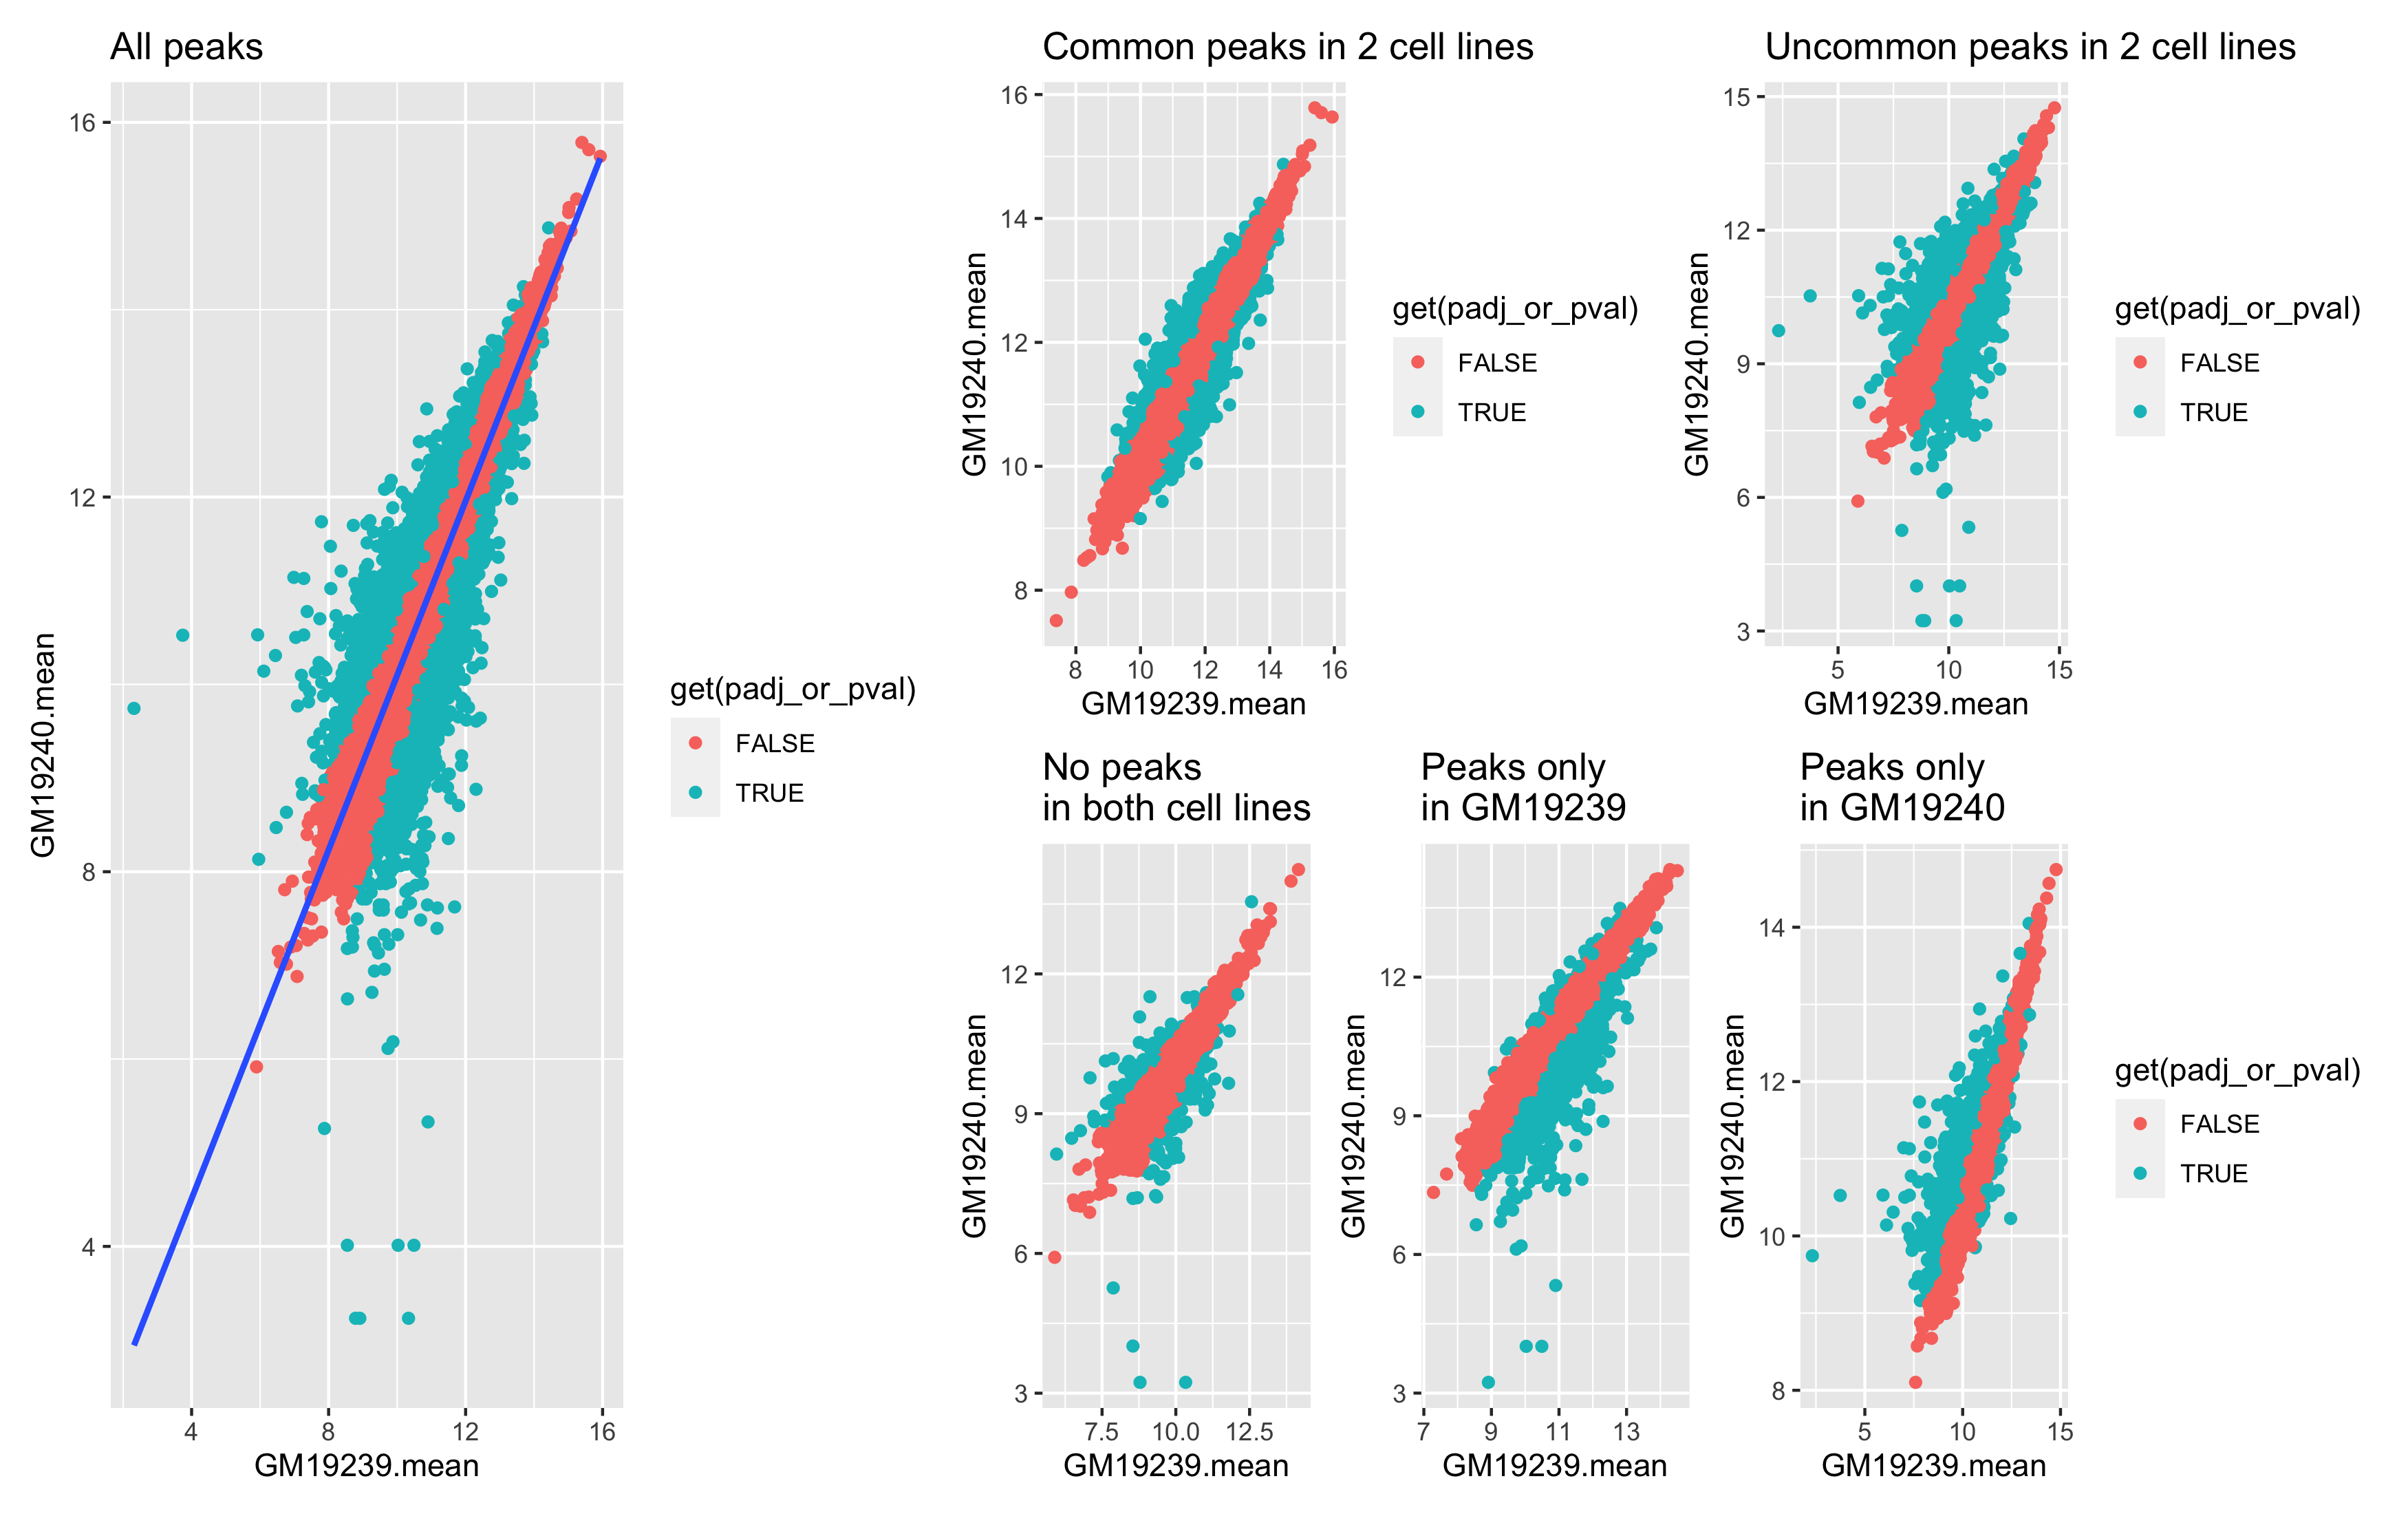 All peaks
16
12
8
4
4 8 12 16
GM19239.mean
GM19240.mean
get(padj_or_pval)
FALSE
TRUE
Common peaks in 2 cell lines
16
14
12
10
8
8 10 12 14 16
GM19239.mean
GM19240.mean
get(padj_or_pval)
FALSE
TRUE
Uncommon peaks in 2 cell lines
15
12
9
6
3
5 10 15
GM19239.mean
GM19240.mean
get(padj_or_pval)
FALSE
TRUE
No peaks
in both cell lines
12
9
6
3
7.5 10.0 12.5
GM19239.mean
GM19240.mean
Peaks only
in GM19239
12
9
6
3
7 9 11 13
GM19239.mean
GM19240.mean
Peaks only
in GM19240
14
12
10
8
5 10 15
GM19239.mean
GM19240.mean
get(padj_or_pval)
FALSE
TRUE